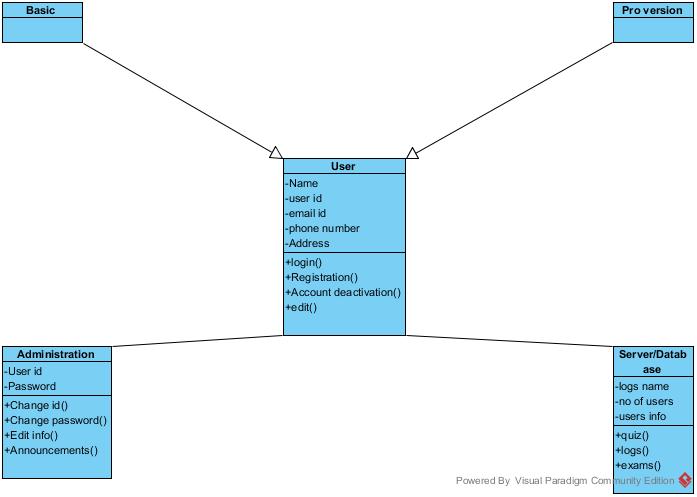 Basic
Pro version
User
-Name
-user id
-email id
-phone number
-Address
+login()
+Registration()
+Account deactivation()
+edit()
Administration
-User id
-Password
+Change id()
+Change password()
+Edit info()
+Announcements()
Server/Datab
ase
-logs name
-no of users
-users info
+quiz()
+logs()
+exams()
Powered By Visual Paradigm Community Edition